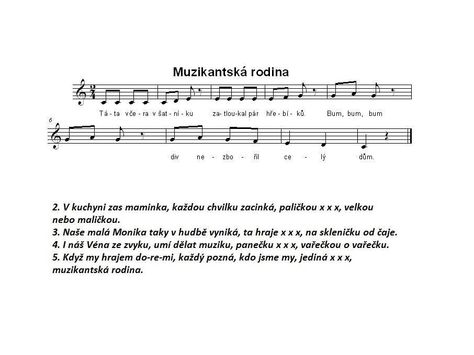 Muzikantská rodina
Tá - ta vče - ra v šat - ní - ku za - tlou - kal pár hře - bí - ků. Bum, bum, bum
6
div ne - zbo - řil ce - lý dům.
2. V kuchyni zas maminka, každou chvilku zacinká, paličkou x x x, velkou
nebo maličkou.
3. Naše malá Monika taky v hudbě vyniká, ta hraje x x x, na skleničku od čaje.
4. I náš Véna ze zvyku, umí dělat muziku, panečku x x x, vařečkou o vařečku.
5. Když my hrajem do-re-mi, každý pozná, kdo jsme my, jediná x x x,
muzikantská rodina.